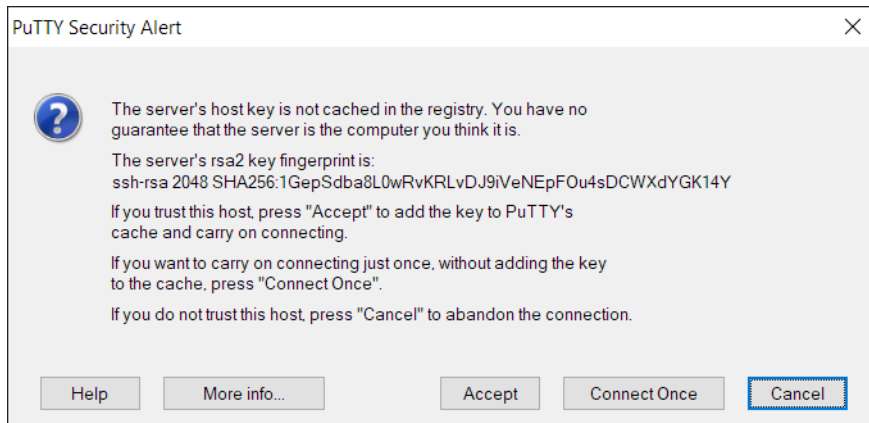 PuTTY Security Alert
The server's host key is not cached in the registry. You have no
guarantee that the server is the computer you think it is.
The server's rsa2 key fingerprint is:
ssh-rsa 2048 SHA256:1GepSdba8L0wRvKRLvDJ9iVeNEpFOu4sDCWXdYGK14Y
If you trust this host, press "Accept" to add the key to PuTTY's
cache and carry on connecting.
If you want to carry on connecting just once, without adding the key
to the cache, press "Connect Once".
If you do not trust this host, press "Cancel" to abandon the connection.
Help More info... Accept Connect Once Cancel